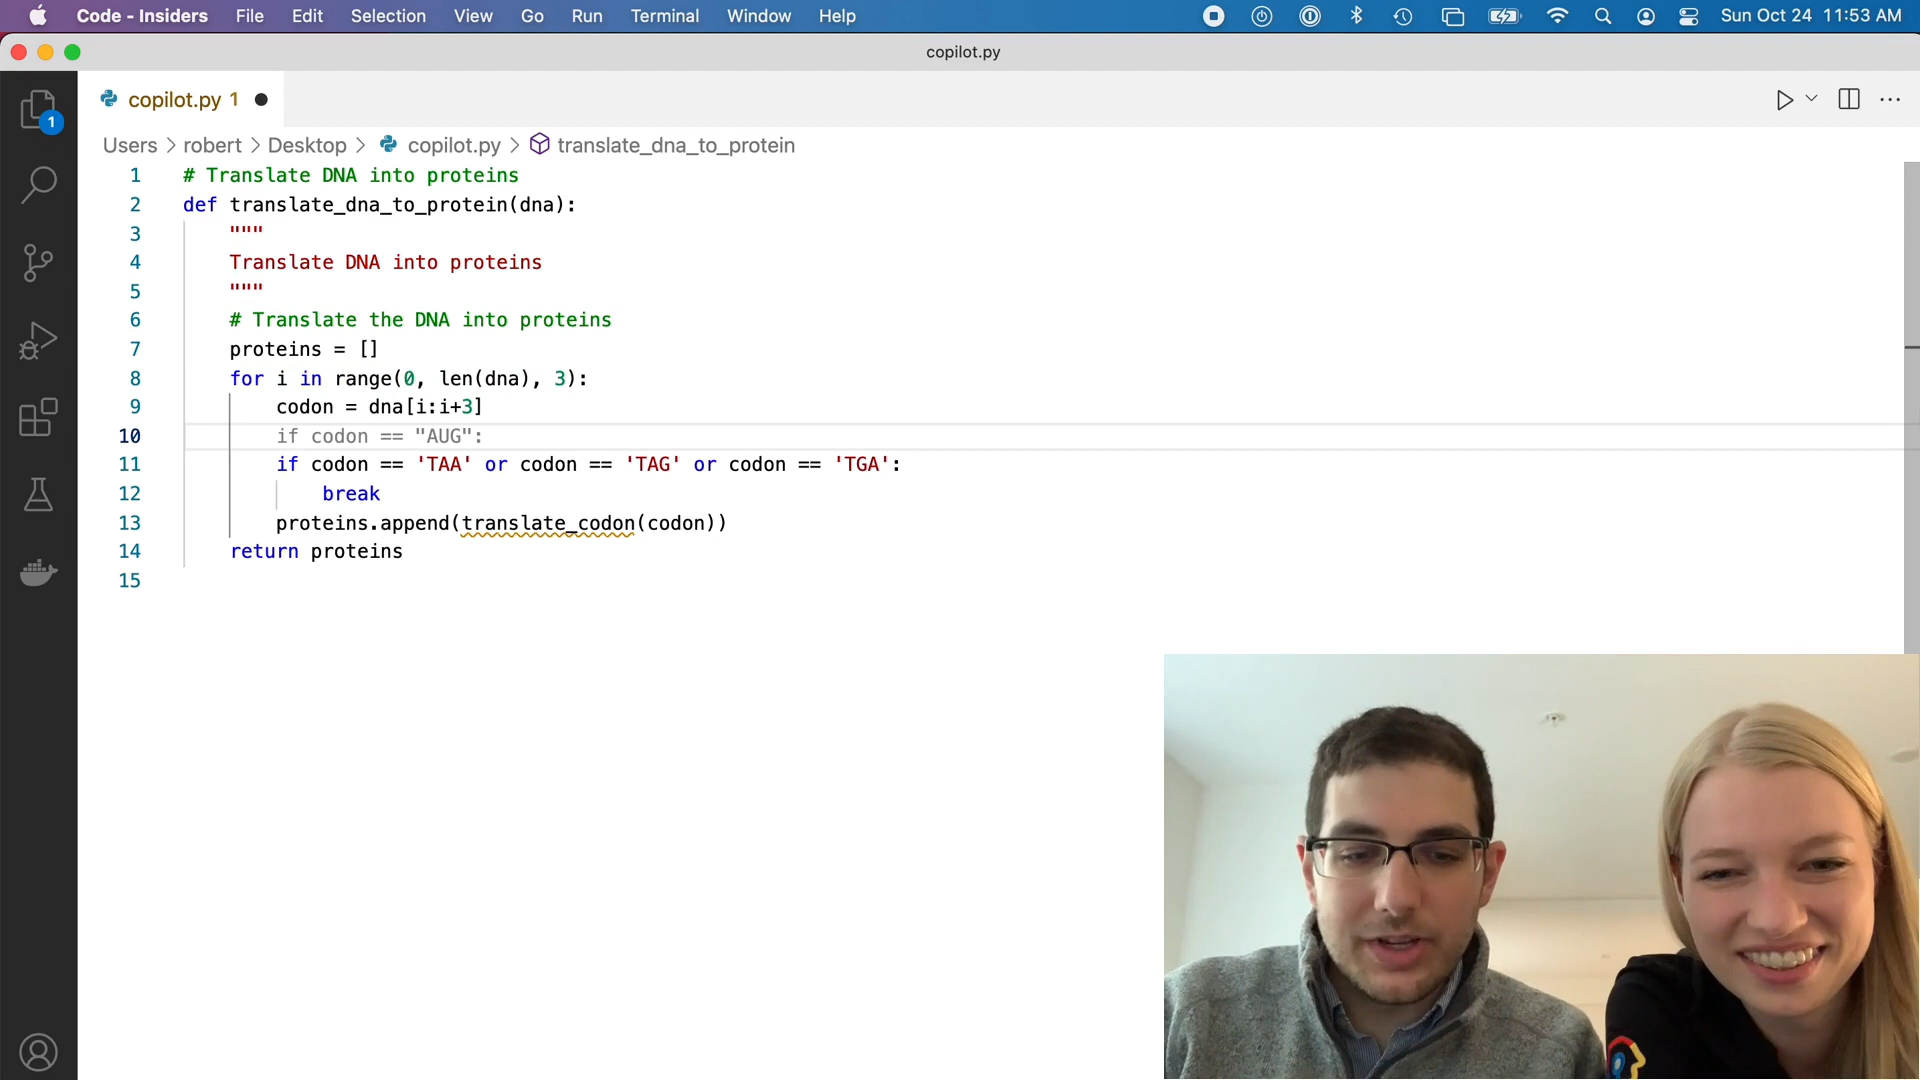 Code - Insiders File Edit Selection View Go Run Terminal Window Help Sun Oct 24 11:53 AM
copilot.py
copilot.py 1
1
Users > robert > Desktop > copilot.py > translate_dna_to_protein
1 # Translate DNA into proteins
2 def translate_dna_to_protein(dna):
3 """
4 Translate DNA into proteins
5 """
6 # Translate the DNA into proteins
7 proteins = []
8 for i in range(0, len(dna), 3):
9 codon = dna[i:i+3]
10 if codon == "AUG":
11 if codon == 'TAA' or codon == 'TAG' or codon == 'TGA':
12 break
13 proteins.append(translate_codon(codon))
14 return proteins
15